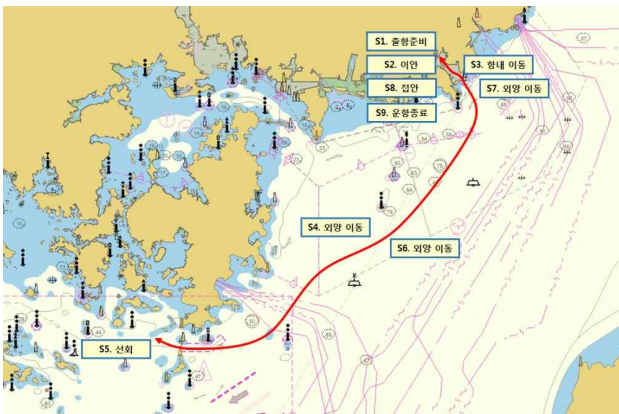 S1. 출항준비
S2. 이안
S3. 항내 이동
S8. 접안
S7. 외양 이동
S9. 운항종료
S4. 외양 이동
S6. 외양 이동
S5. 선회